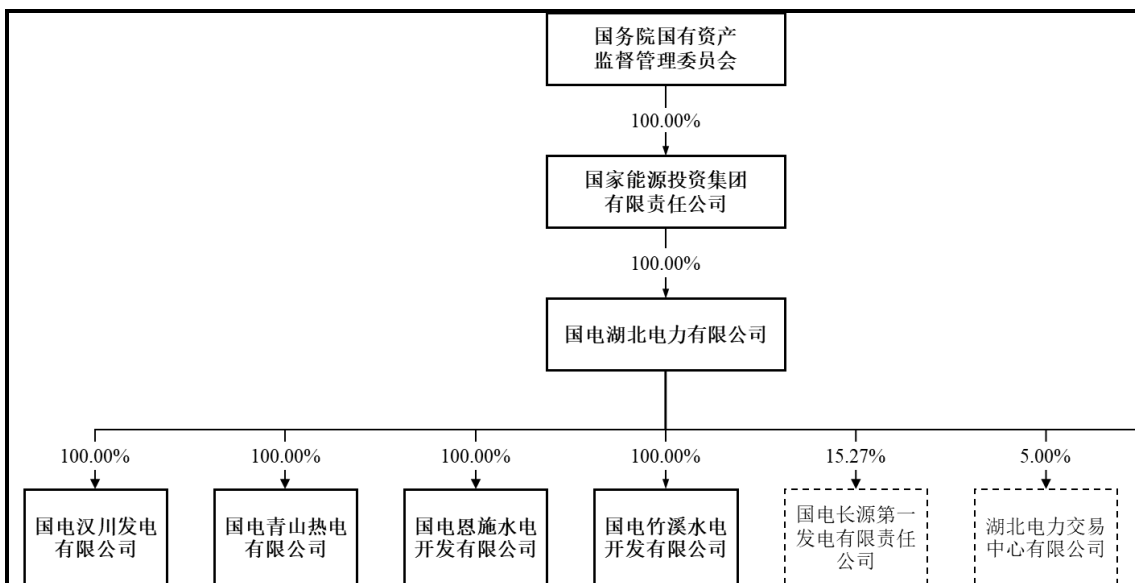 国务院国有资产
监督管理委员会
100.00%
国家能源投资集团
有限责任公司
100.00%
国电湖北电力有限公司
100.00%
100.00%
100.00%
100.00%
15.27%
5.00%
国电汉川发电
有限公司
国电青山热电
有限公司
国电恩施水电
开发有限公司
国电竹溪水电
开发有限公司
国电长源第一
发电有限责任
公司
湖北电力交易
中心有限公司